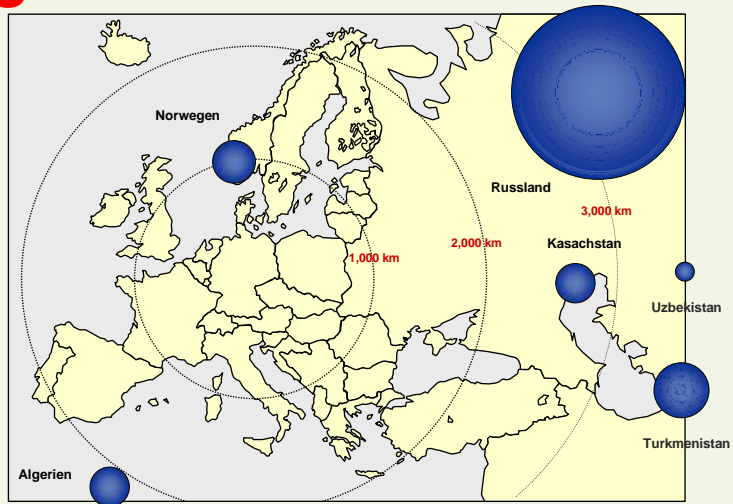 Norwegen
Russland
3,000 km
2,000 km
Kasachstan
1,000 km
Uzbekistan
Turkmenistan
Algerien